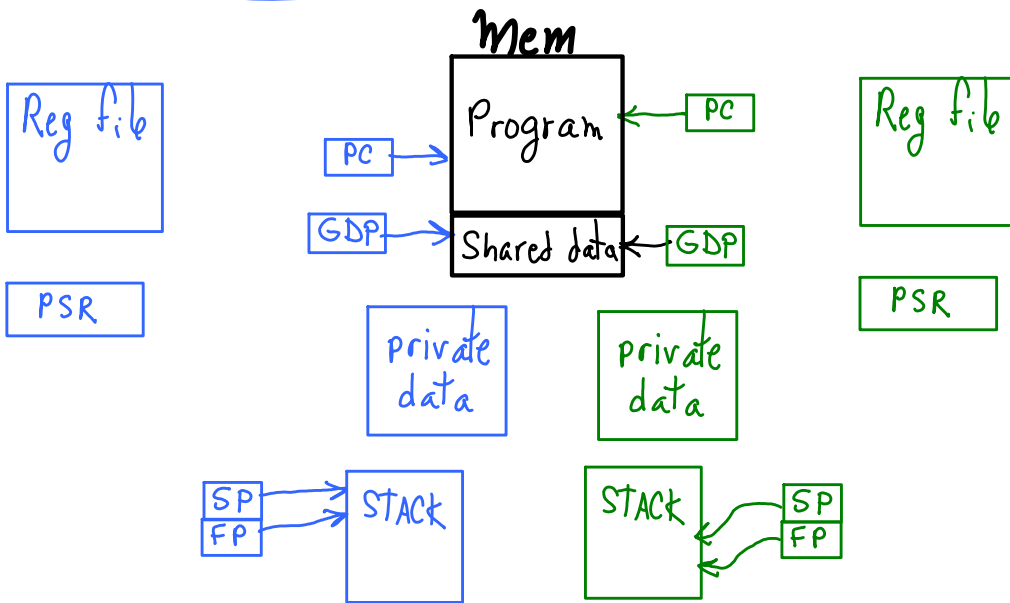 Mem
Reg file
Program
PC
Reg file
PC
GDP
Shared data
GDP
PSR
PSR
private
data
private
data
SP
FP
STACK
STACK
SP
FP